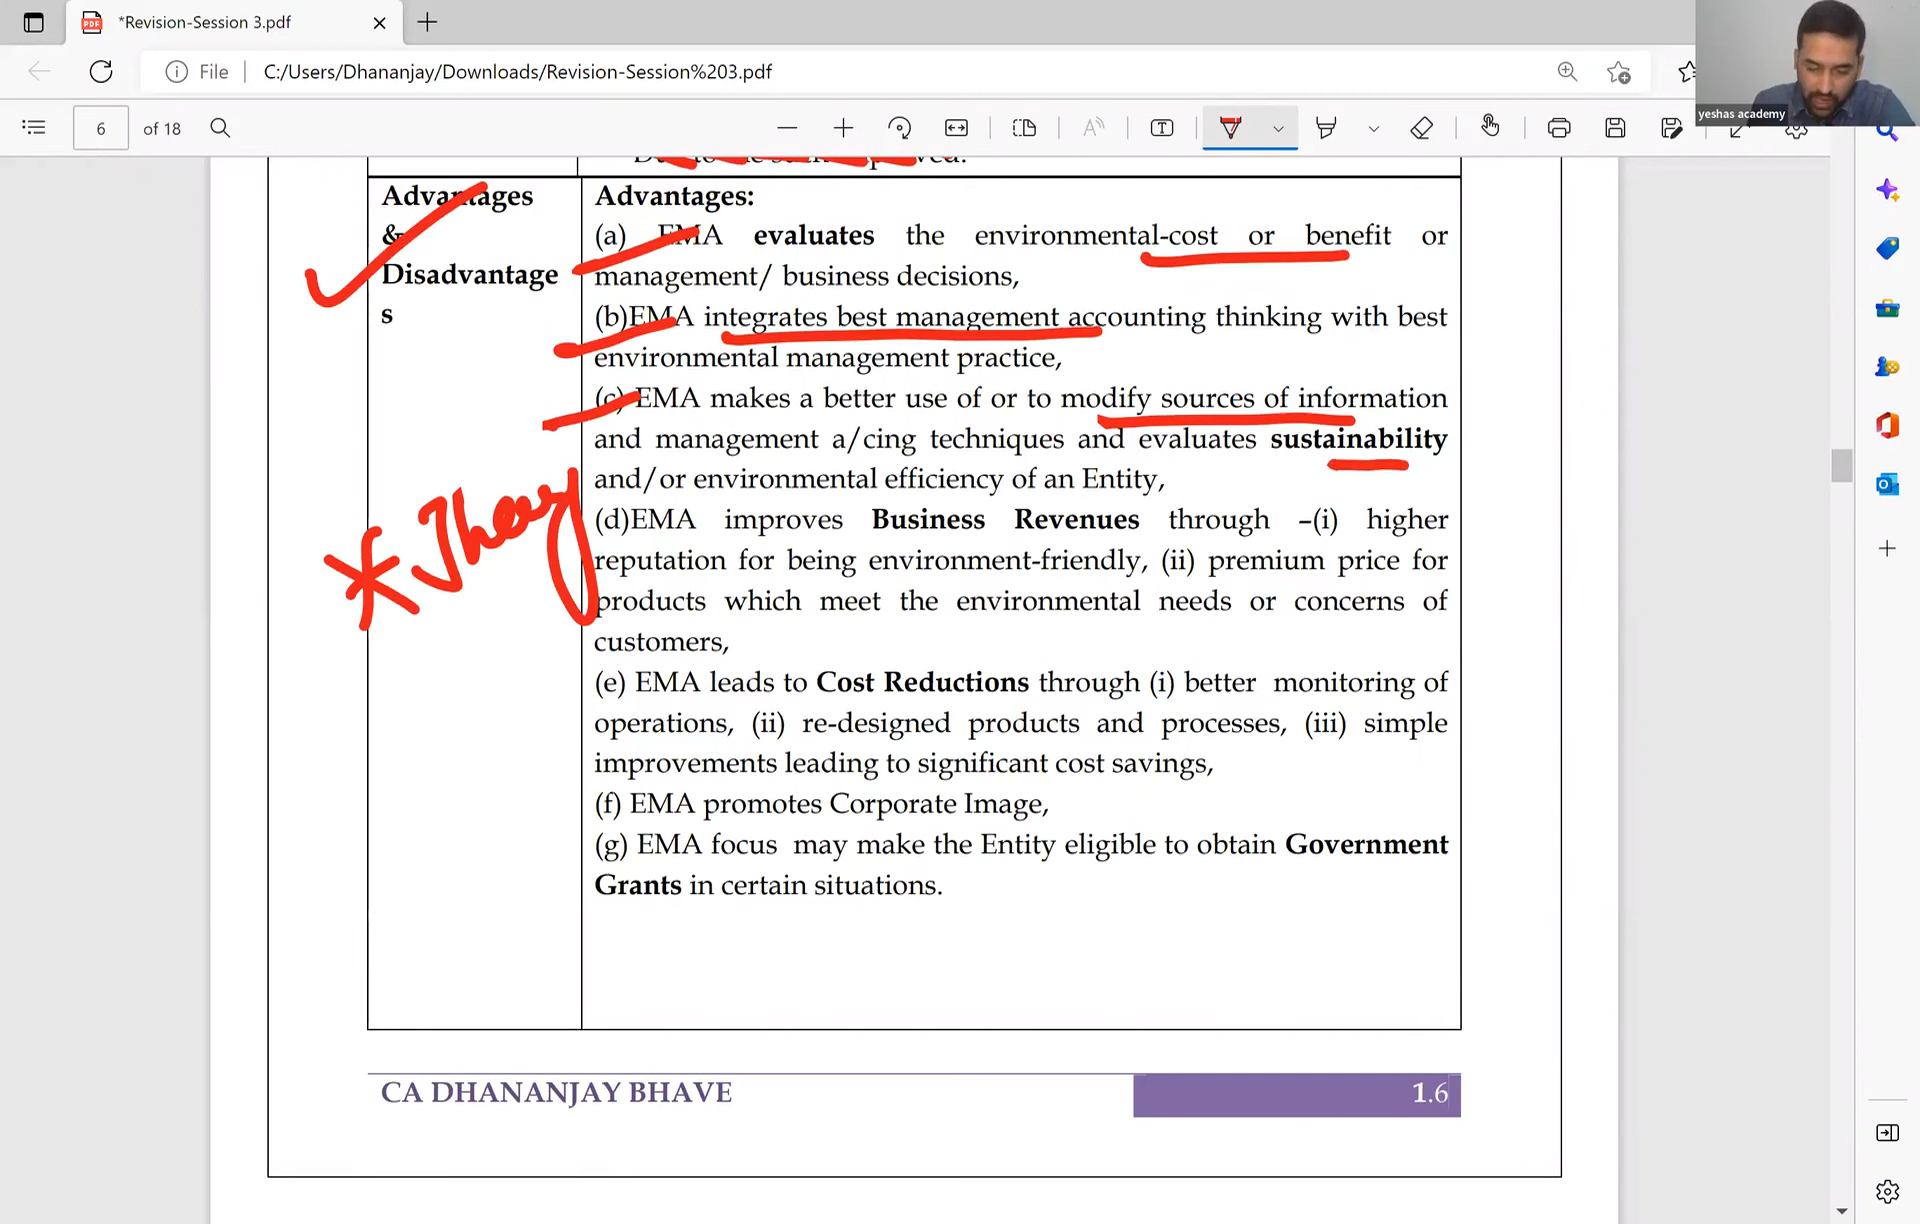 *Revision-Session 3.pdf
File
C:/Users/Dhananjay/Downloads/Revision-Session%203.pdf
yeshas academy
6 of 18
Advantages
&
Disadvantage
s
Advantages:
(a) EMA evaluates the environmental-cost or benefit or
management/ business decisions,
(b)EMA integrates best management accounting thinking with best
environmental management practice,
(c) EMA makes a better use of or to modify sources of information
and management a/cing techniques and evaluates sustainability
and/or environmental efficiency of an Entity,
(d)EMA improves Business Revenues through –(i) higher
reputation for being environment-friendly, (ii) premium price for
products which meet the environmental needs or concerns of
customers,
(e) EMA leads to Cost Reductions through (i) better monitoring of
operations, (ii) re-designed products and processes, (iii) simple
improvements leading to significant cost savings,
(f) EMA promotes Corporate Image,
(g) EMA focus may make the Entity eligible to obtain Government
Grants in certain situations.
* Theory
CA DHANANJAY BHAVE
1.6